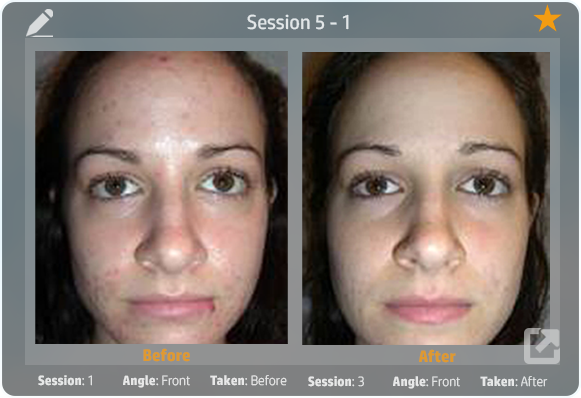 Session 5 - 1
Before
After
Session: 1 Angle: Front Taken: Before
Session: 3 Angle: Front Taken: After